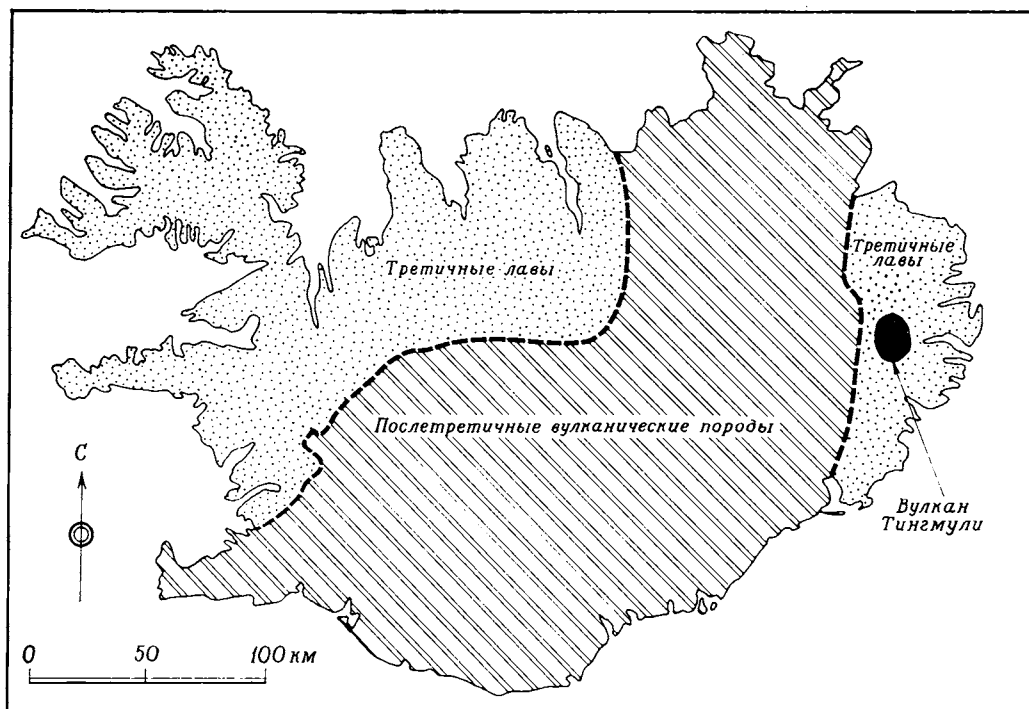 Третичные лавы
Третичные
лавы
Послетретичные вулканические породы
С
Вулкан
Тингмули
0 50 100 км